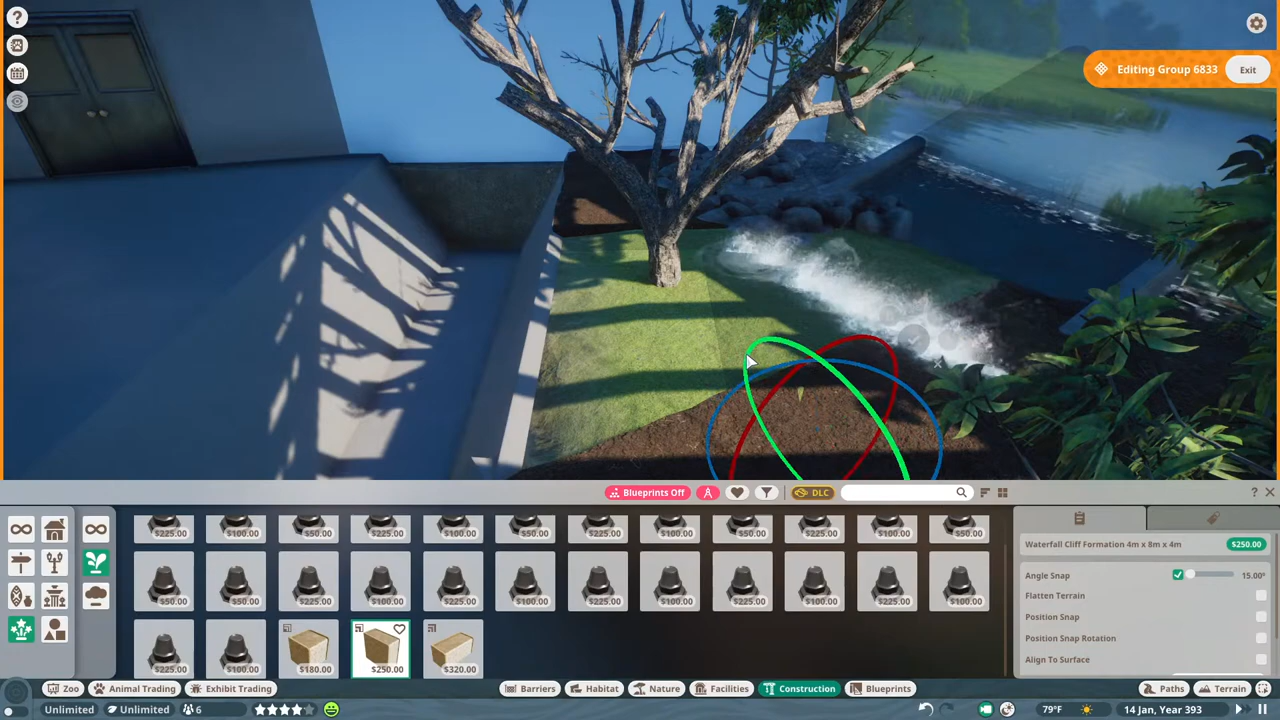 ?
Editing Group 6833
Exit
Blueprints Off
DLC
?
$225.00 $100.00 $50.00 $225.00 $100.00 $50.00 $225.00 $100.00 $50.00 $225.00 $100.00 $50.00
$50.00 $50.00 $225.00 $100.00 $225.00 $100.00 $225.00 $100.00 $225.00 $100.00 $225.00 $100.00
$225.00 $100.00 $180.00 $250.00 $320.00
Waterfall Cliff Formation 4m x 8m x 4m $250.00
Angle Snap 15.00°
Flatten Terrain
Position Snap
Position Snap Rotation
Align To Surface
Zoo Animal Trading Exhibit Trading Barriers Habitat Nature Facilities Construction Blueprints Paths Terrain
Unlimited Unlimited 6 79°F 14 Jan, Year 393